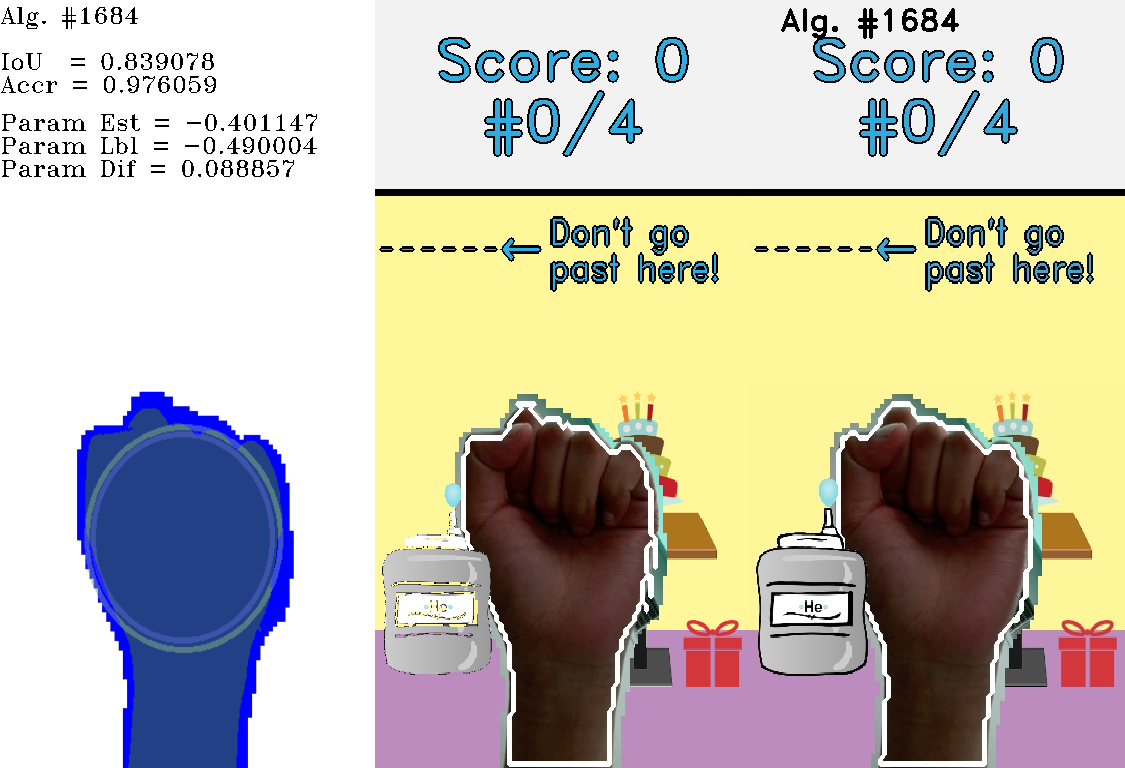 Alg. #1684
IoU = 0.839078
Accr = 0.976059
Param Est = -0.401147
Param Lbl = -0.490004
Param Dif = 0.088857
Score: 0
#0/4
Don't go
past here!
He
Alg. #1684
Score: 0
#0/4
Don't go
past here!
He